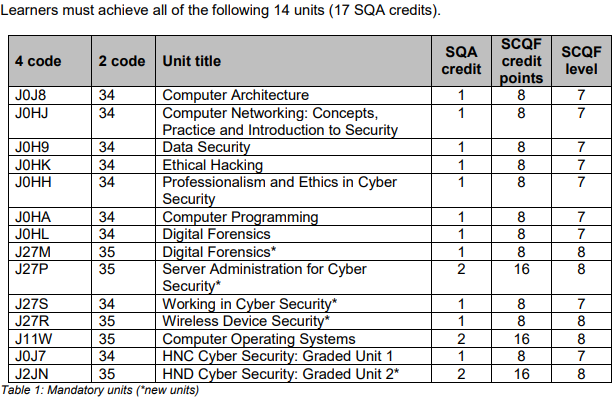 Learners must achieve all of the following 14 units (17 SQA credits).
4 code 2 code Unit title SQA credit SCQF credit points SCQF level
J0J8 34 Computer Architecture 1 8 7
J0HJ 34 Computer Networking: Concepts, Practice and Introduction to Security 1 8 7
J0H9 34 Data Security 1 8 7
J0HK 34 Ethical Hacking 1 8 7
J0HH 34 Professionalism and Ethics in Cyber Security 1 8 7
J0HA 34 Computer Programming 1 8 7
J0HL 34 Digital Forensics 1 8 7
J27M 35 Digital Forensics* 1 8 8
J27P 35 Server Administration for Cyber Security* 2 16 8
J27S 34 Working in Cyber Security* 1 8 7
J27R 35 Wireless Device Security* 1 8 8
J11W 35 Computer Operating Systems 2 16 8
J0J7 34 HNC Cyber Security: Graded Unit 1 1 8 7
J2JN 35 HND Cyber Security: Graded Unit 2* 2 16 8
Table 1: Mandatory units (*new units)